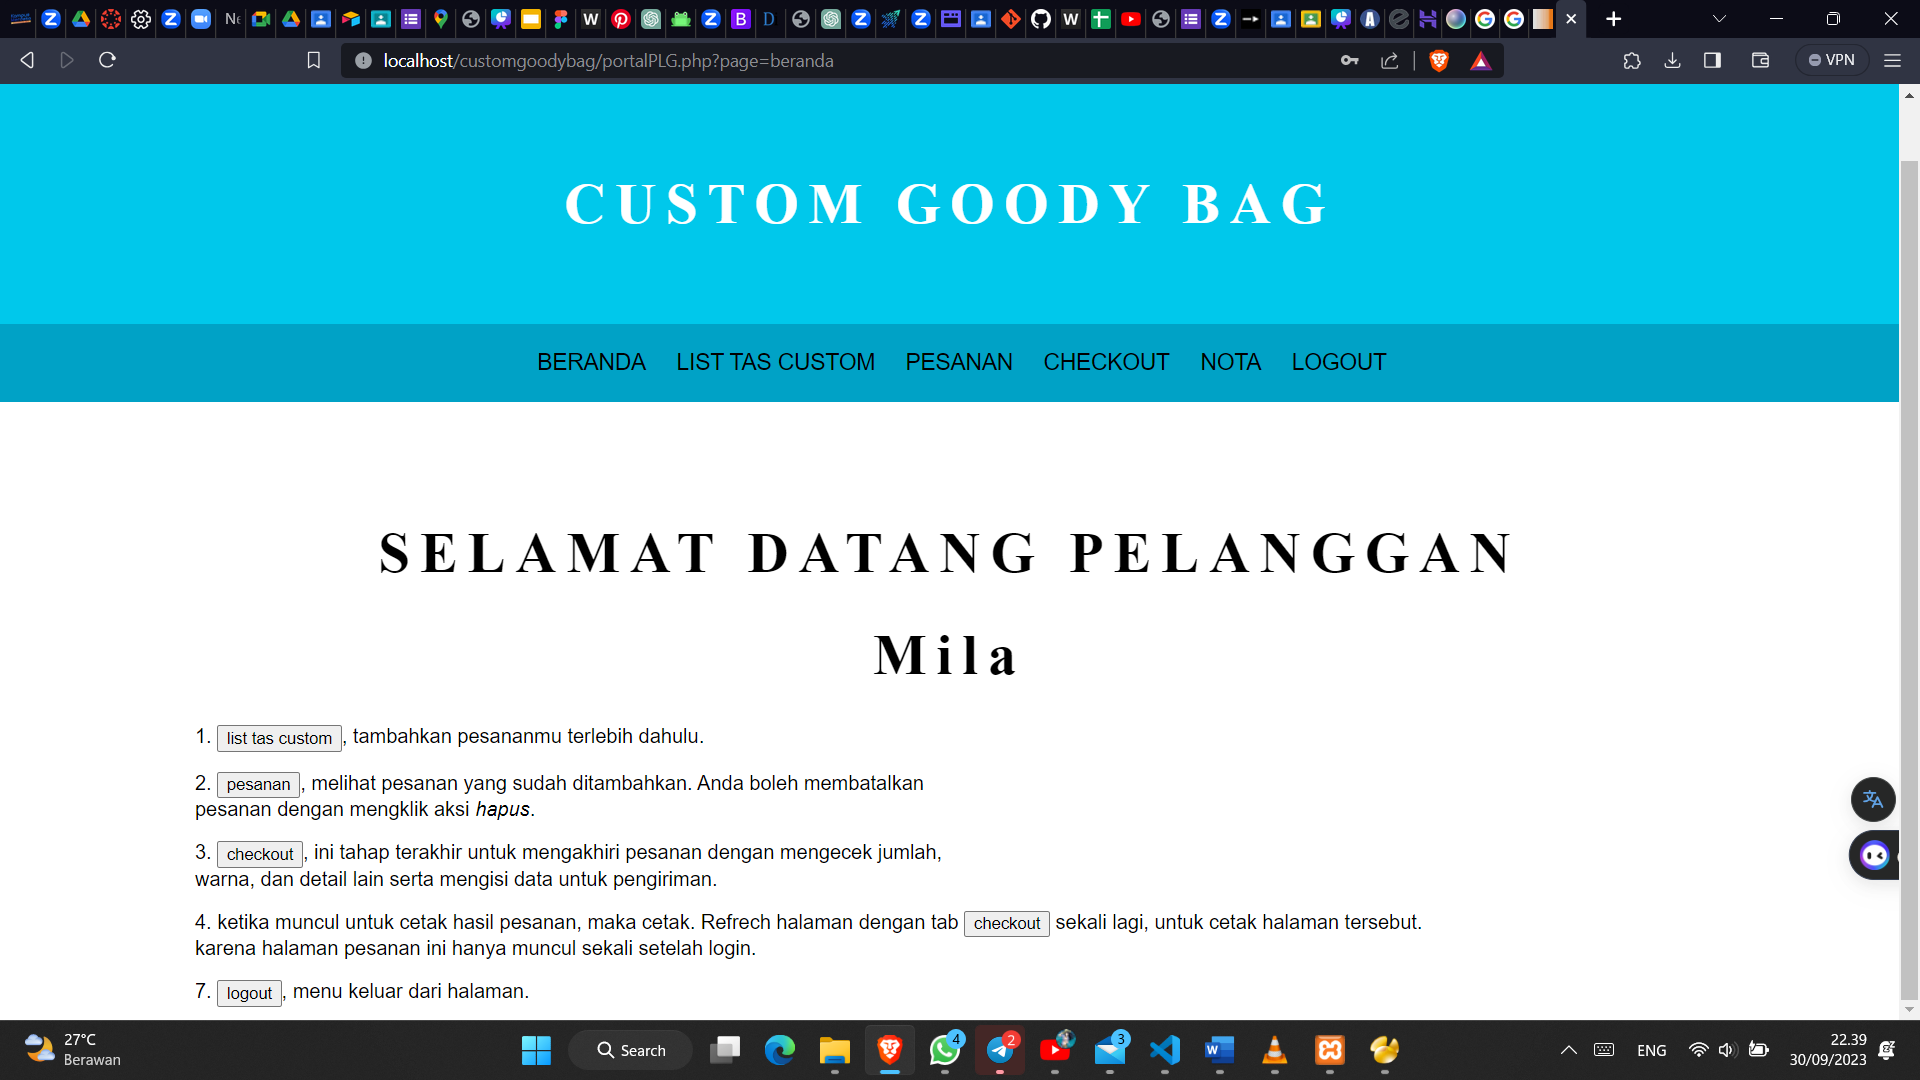 Ne
localhost/customgoodybag/portalPLG.php?page=beranda
VPN
CUSTOM GOODY BAG
BERANDA LIST TAS CUSTOM PESANAN CHECKOUT NOTA LOGOUT
SELAMAT DATANG PELANGGAN
Mila
1. list tas custom, tambahkan pesananmu terlebih dahulu.
2. pesanan, melihat pesanan yang sudah ditambahkan. Anda boleh membatalkan
pesanan dengan mengklik aksi hapus.
3. checkout, ini tahap terakhir untuk mengakhiri pesanan dengan mengecek jumlah,
warna, dan detail lain serta mengisi data untuk pengiriman.
4. ketika muncul untuk cetak hasil pesanan, maka cetak. Refrech halaman dengan tab checkout sekali lagi, untuk cetak halaman tersebut.
karena halaman pesanan ini hanya muncul sekali setelah login.
7. logout, menu keluar dari halaman.
27°C
Berawan
Search
4
2
3
ENG
22.39
30/09/2023